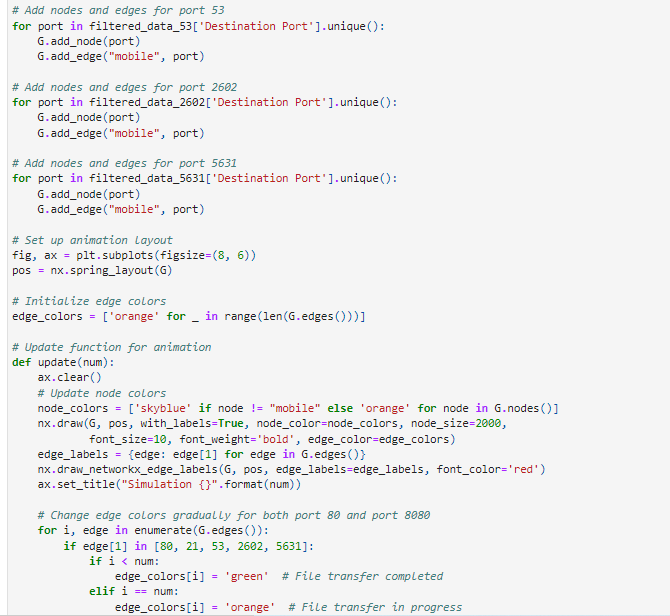 # Add nodes and edges for port 53
for port in filtered_data_53['Destination Port'].unique():
    G.add_node(port)
    G.add_edge("mobile", port)

# Add nodes and edges for port 2602
for port in filtered_data_2602['Destination Port'].unique():
    G.add_node(port)
    G.add_edge("mobile", port)

# Add nodes and edges for port 5631
for port in filtered_data_5631['Destination Port'].unique():
    G.add_node(port)
    G.add_edge("mobile", port)

# Set up animation layout
fig, ax = plt.subplots(figsize=(8, 6))
pos = nx.spring_layout(G)

# Initialize edge colors
edge_colors = ['orange' for _ in range(len(G.edges()))]

# Update function for animation
def update(num):
    ax.clear()
    # Update node colors
    node_colors = ['skyblue' if node != "mobile" else 'orange' for node in G.nodes()]
    nx.draw(G, pos, with_labels=True, node_color=node_colors, node_size=2000,
            font_size=10, font_weight='bold', edge_color=edge_colors)
    edge_labels = {edge: edge[1] for edge in G.edges()}
    nx.draw_networkx_edge_labels(G, pos, edge_labels=edge_labels, font_color='red')
    ax.set_title("Simulation {}".format(num))

    # Change edge colors gradually for both port 80 and port 8080
    for i, edge in enumerate(G.edges()):
        if edge[1] in [80, 21, 53, 2602, 5631]:
            if i < num:
                edge_colors[i] = 'green'  # File transfer completed
            elif i == num:
                edge_colors[i] = 'orange'  # File transfer in progress